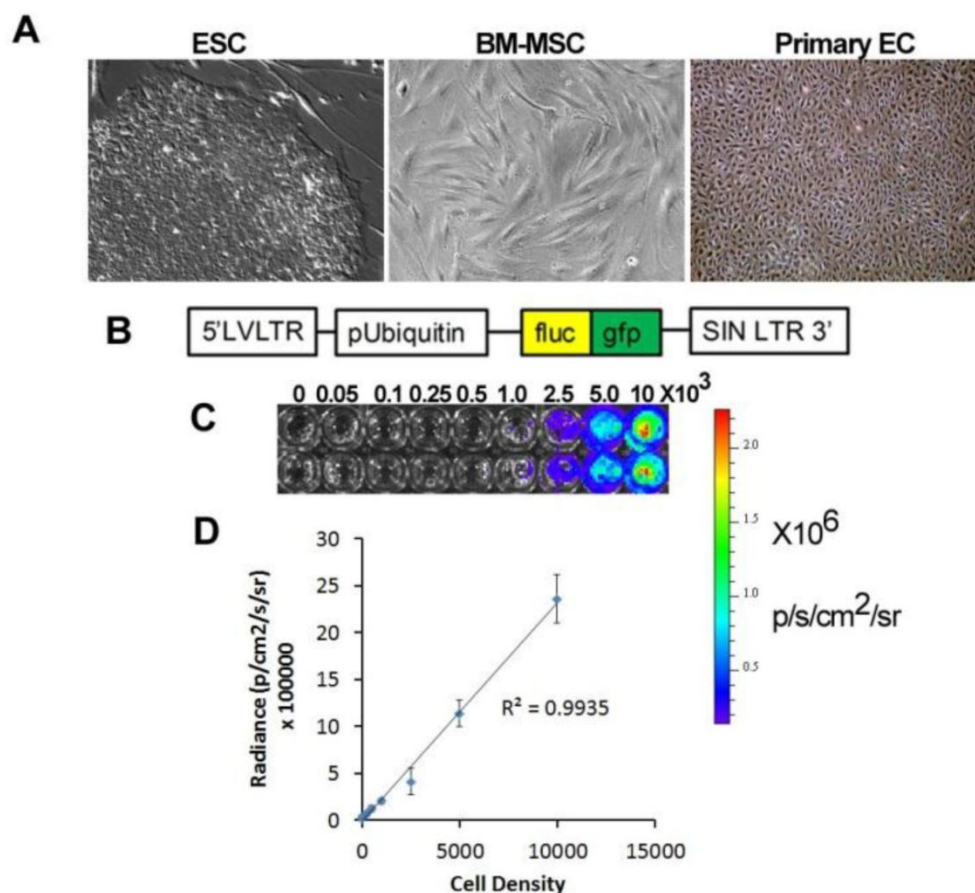 A
ESC BM-MSC Primary EC
B
5'LVLTR pUbiquitin fluc gfp SIN LTR 3'
C
0 0.05 0.1 0.25 0.5 1.0 2.5 5.0 10 X10³
2.0
1.5
1.0
0.5
X10⁶
p/s/cm²/sr
D
Radiance (p/cm2/s/sr)
x 100000
30
25
20
15
10
5
0
R² = 0.9935
0 5000 10000 15000
Cell Density